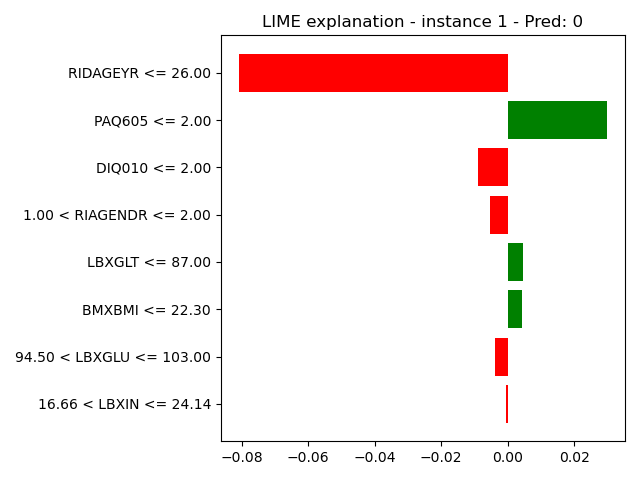 LIME explanation - instance 1 - Pred: 0
RIDAGEYR <= 26.00
PAQ605 <= 2.00
DIQ010 <= 2.00
1.00 < RIAGENDR <= 2.00
LBXGLT <= 87.00
BMXBMI <= 22.30
94.50 < LBXGLU <= 103.00
16.66 < LBXIN <= 24.14
−0.08 −0.06 −0.04 −0.02 0.00 0.02